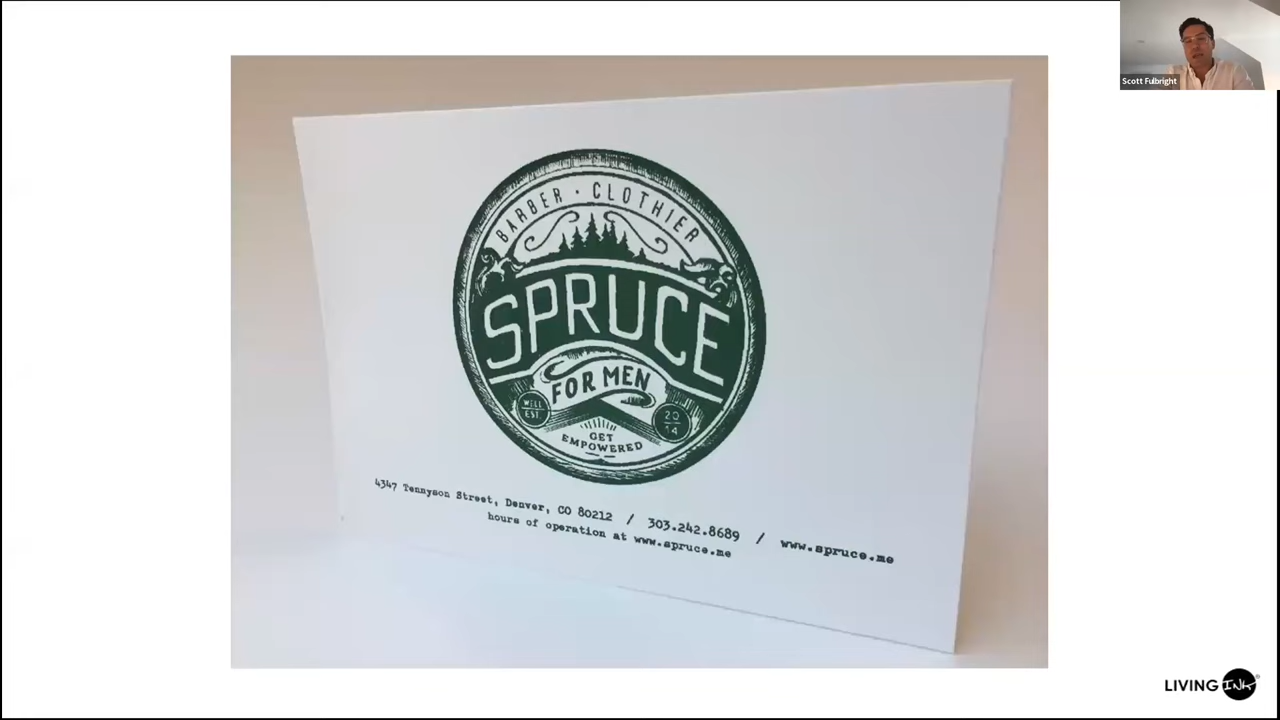 Scott Fulbright
BARBER · CLOTHIER
SPRUCE
FOR MEN
WELL
EST.
20
14
GET
EMPOWERED
4347 Tennyson Street, Denver, CO 80212 / 303.242.8689 / www.spruce.me
hours of operation at www.spruce.me
LIVING INK